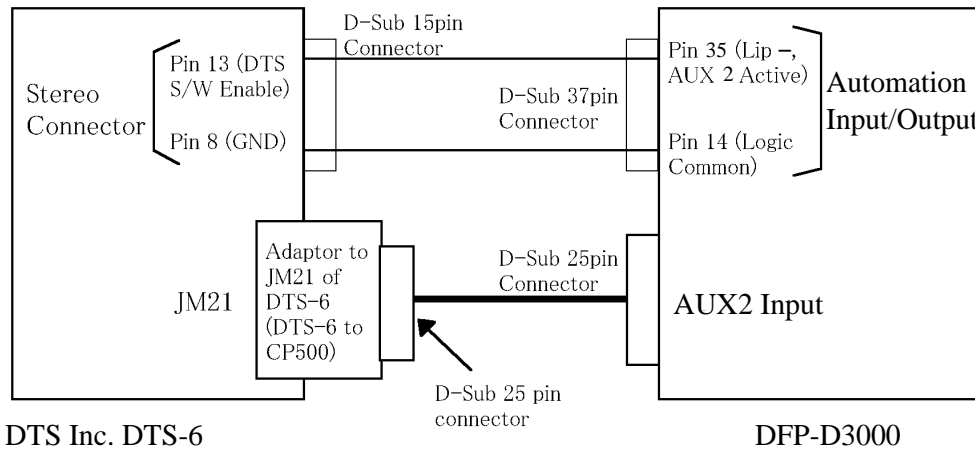 D-Sub 15pin
Connector
Pin 13 (DTS
S/W Enable)
Stereo
Connector
Pin 8 (GND)
D-Sub 37pin
Connector
Pin 35 (Lip -,
AUX 2 Active)
Automation
Input/Output
Pin 14 (Logic
Common)
Adaptor to
JM21 of
DTS-6
(DTS-6 to
CP500)
JM21
D-Sub 25pin
Connector
AUX2 Input
D-Sub 25 pin
connector
DTS Inc. DTS-6
DFP-D3000